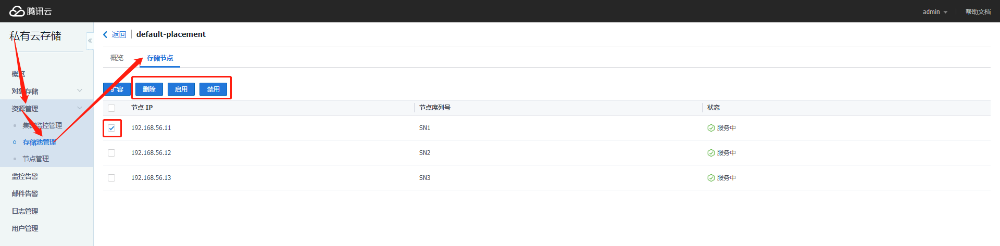 腾讯云
admin
帮助文档
私有云存储
返回 default-placement
概览
存储节点
概览
对象存储
资源管理
集群监控管理
存储池管理
节点管理
监控告警
邮件告警
日志管理
用户管理
扩容 删除 启用 禁用
节点 IP 节点序列号 状态
192.168.56.11 SN1 服务中
192.168.56.12 SN2 服务中
192.168.56.13 SN3 服务中